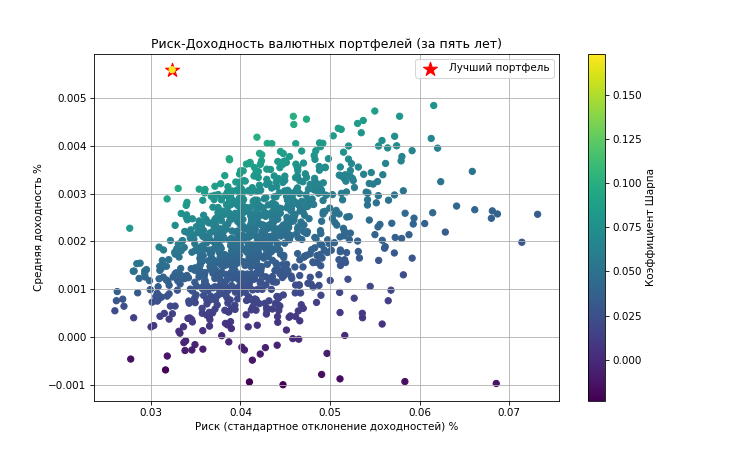 Риск-Доходность валютных портфелей (за пять лет)
Лучший портфель
Средняя доходность %
0.005
0.004
0.003
0.002
0.001
0.000
−0.001
0.03 0.04 0.05 0.06 0.07
Риск (стандартное отклонение доходностей) %
0.150
0.125
0.100
0.075
0.050
0.025
0.000
Коэффициент Шарпа